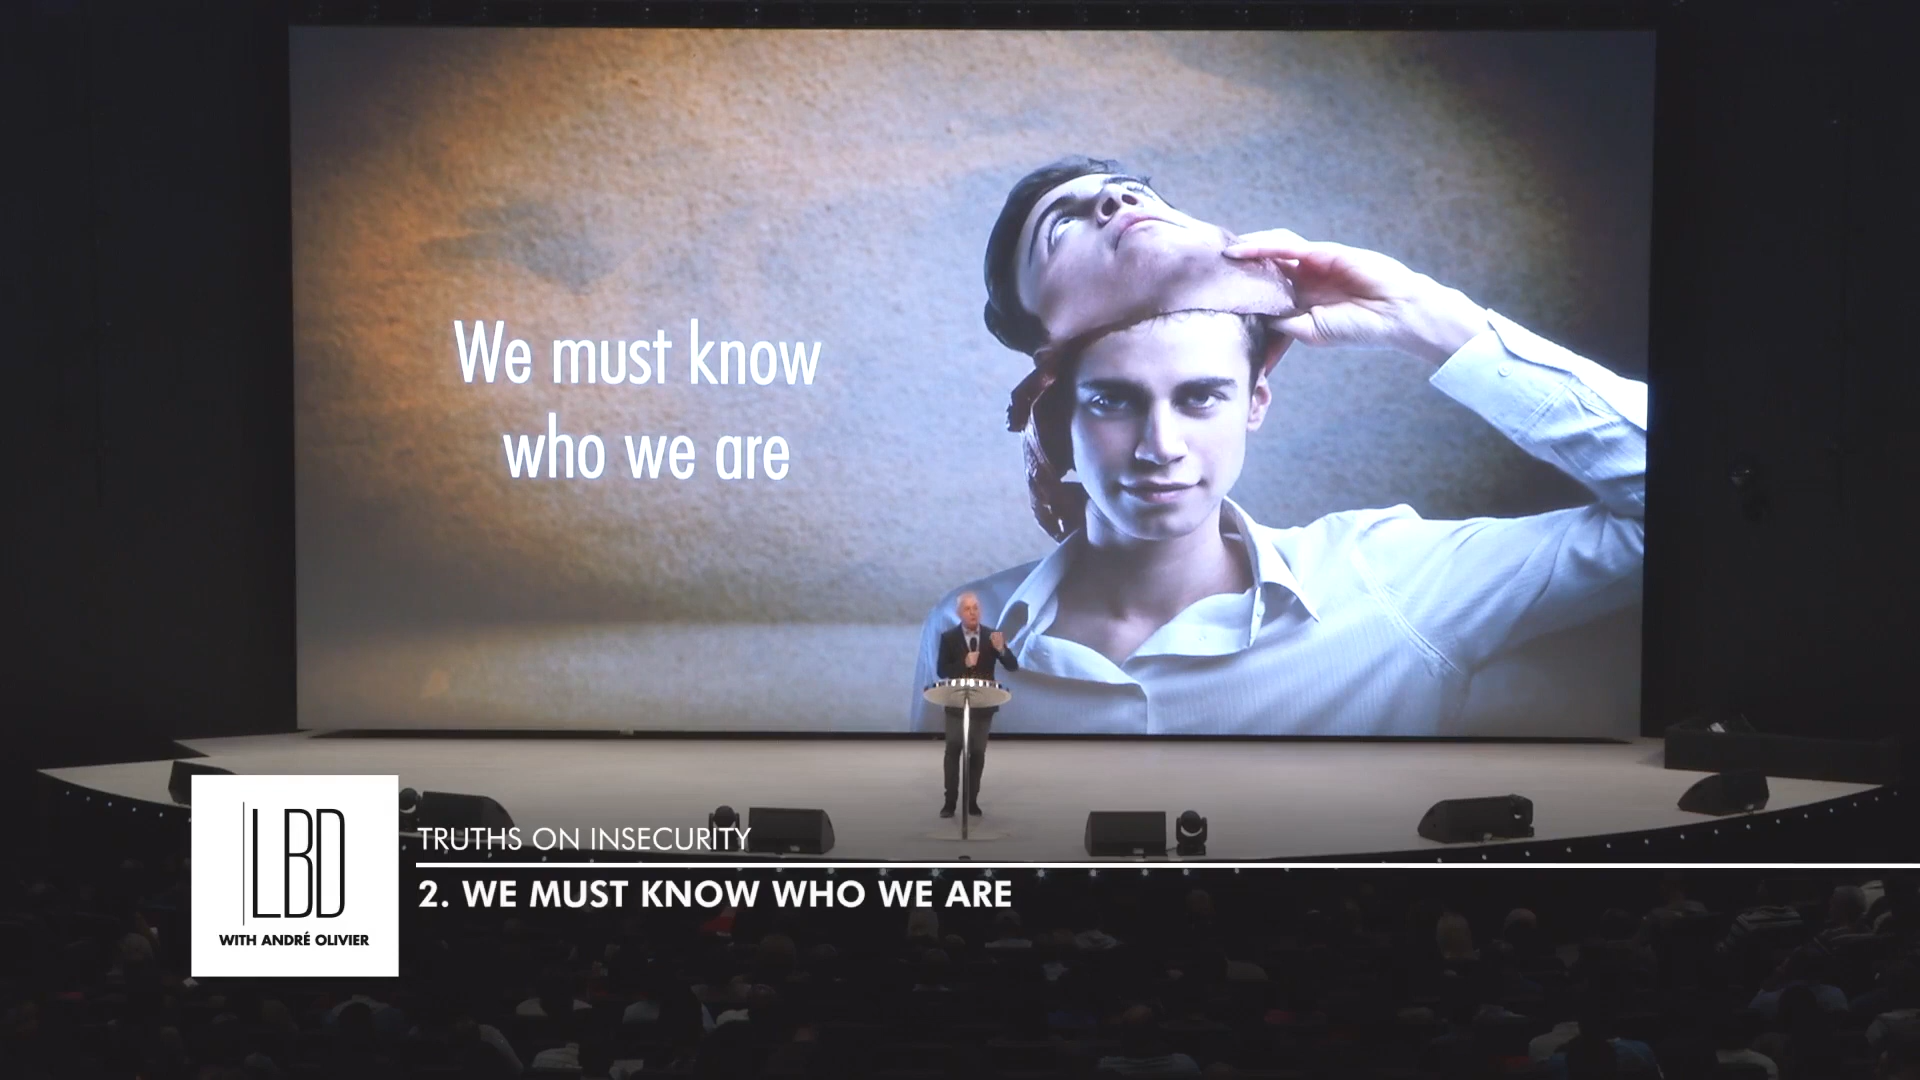 We must know
who we are
LBD
WITH ANDRÉ OLIVIER
TRUTHS ON INSECURITY
2. WE MUST KNOW WHO WE ARE